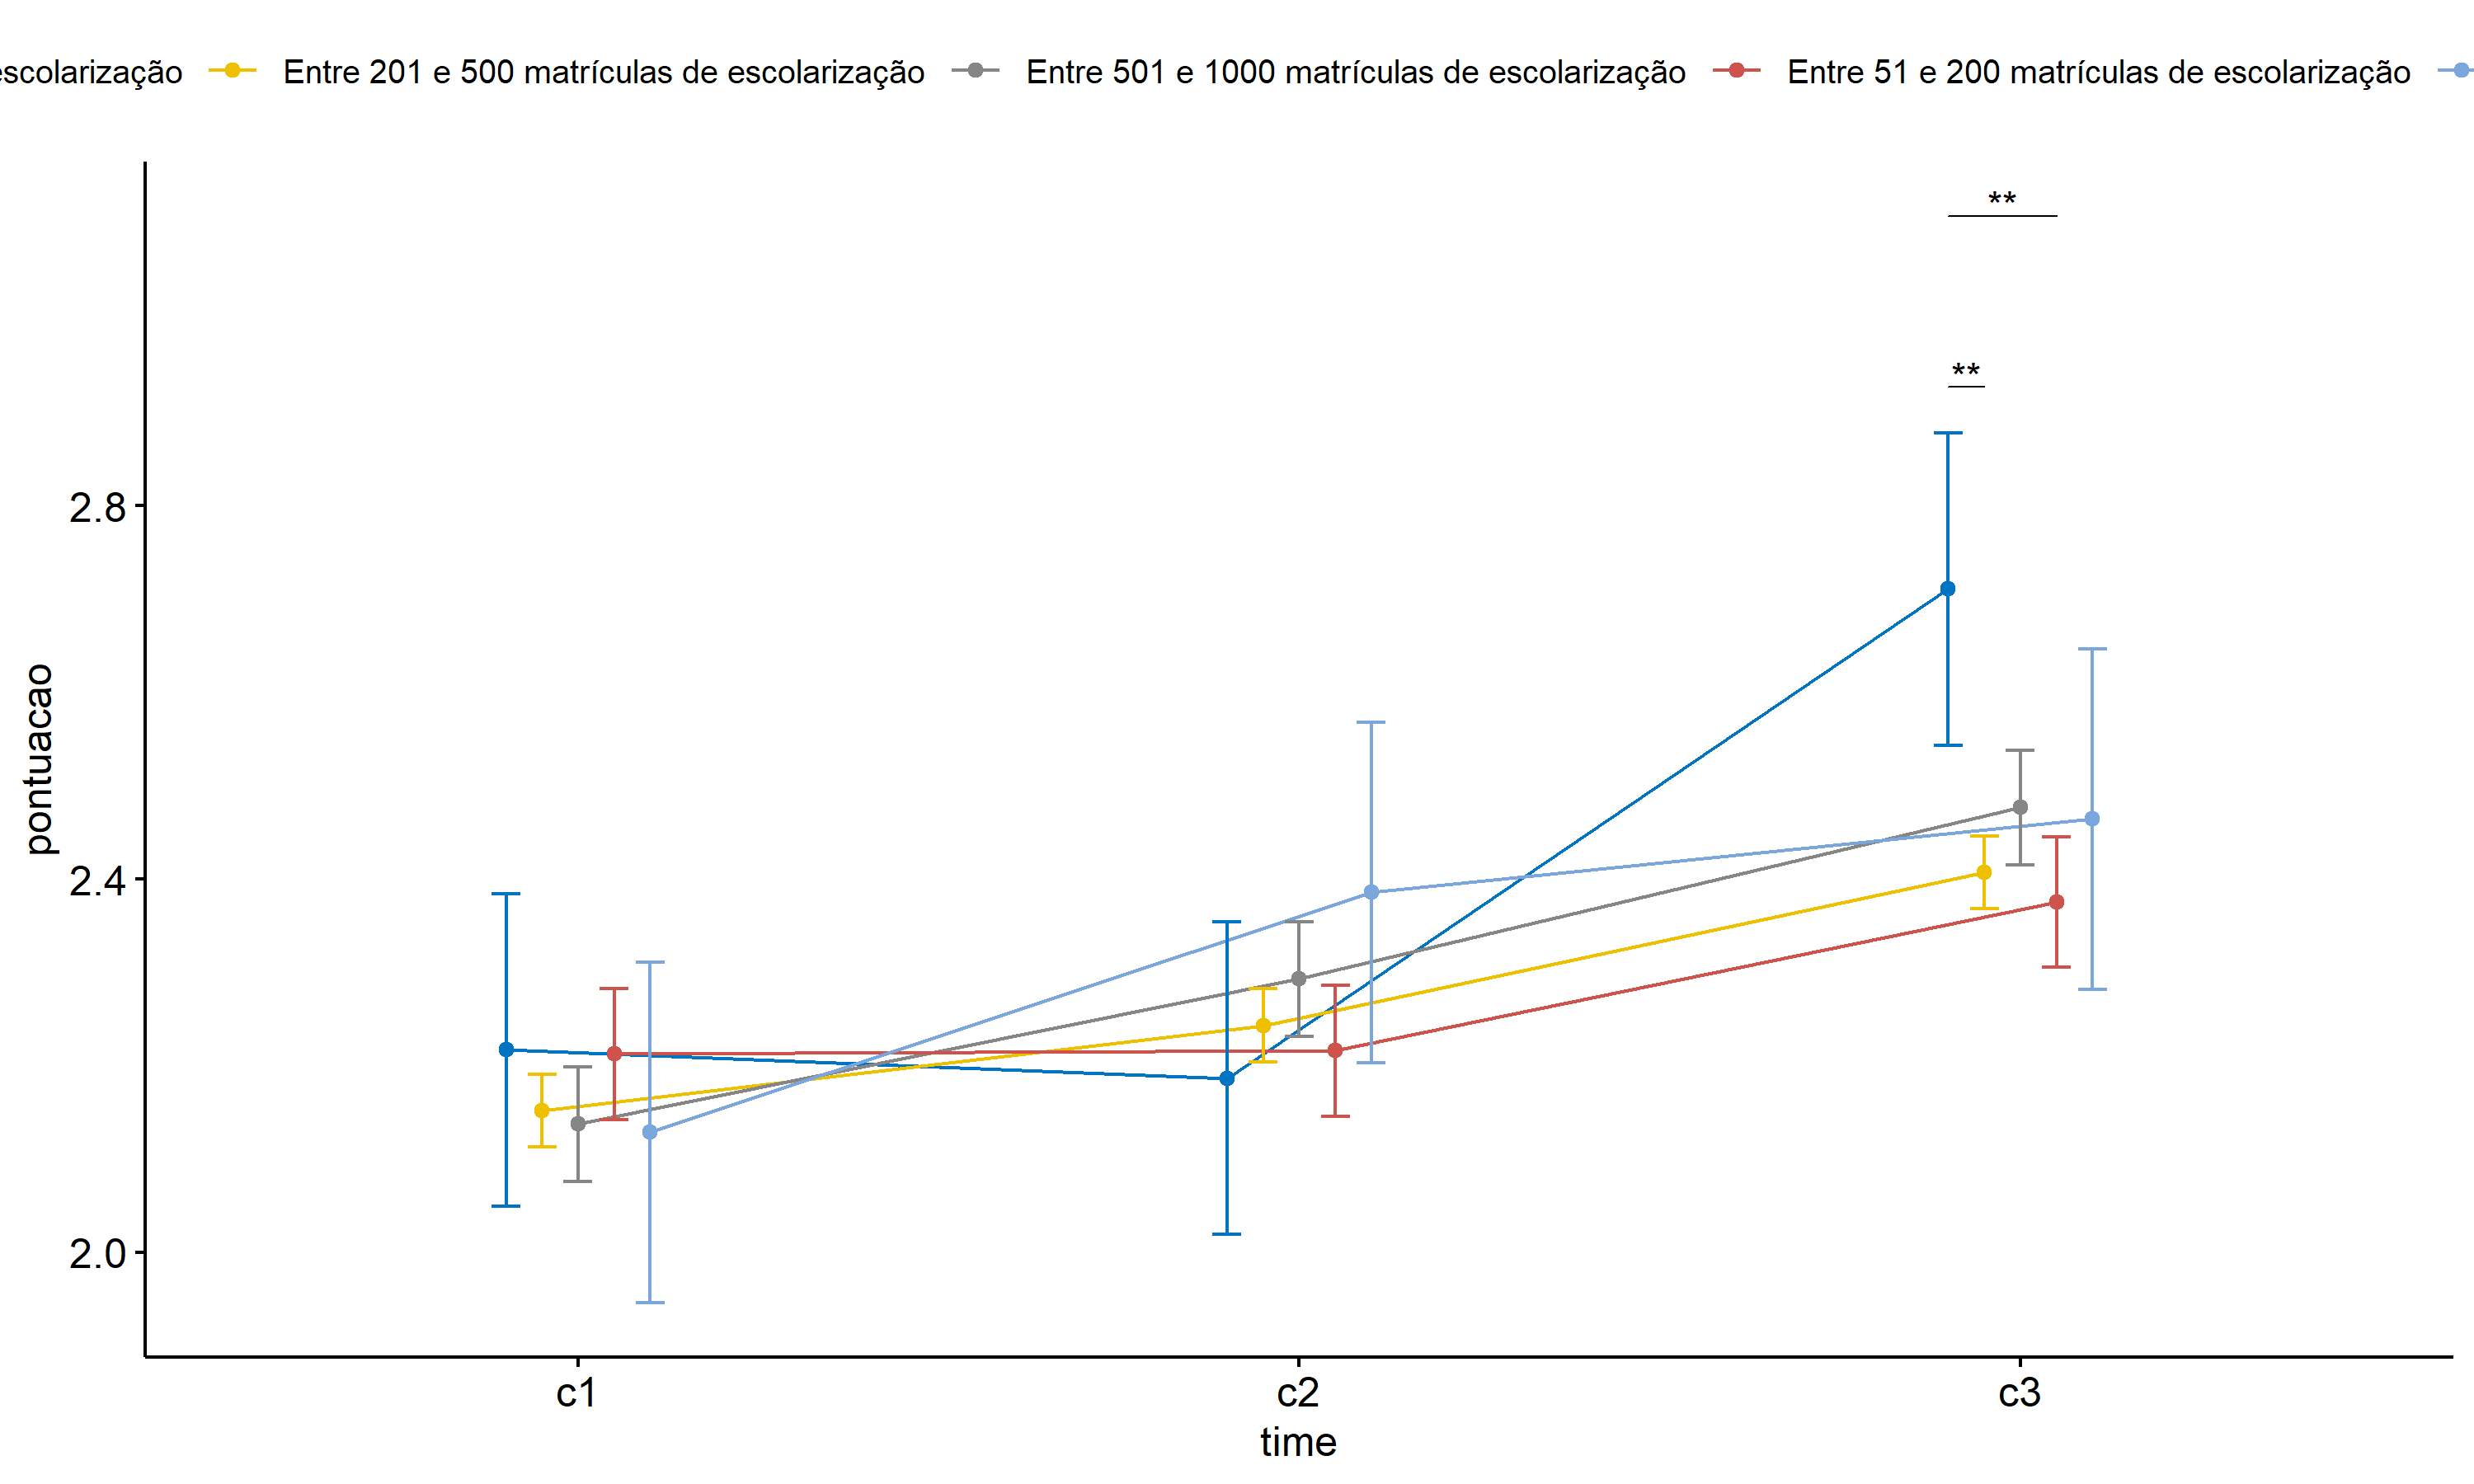 escolarização Entre 201 e 500 matrículas de escolarização Entre 501 e 1000 matrículas de escolarização Entre 51 e 200 matrículas de escolarização
**
**
2.8
2.4
2.0
pontuacao
c1 c2 c3
time